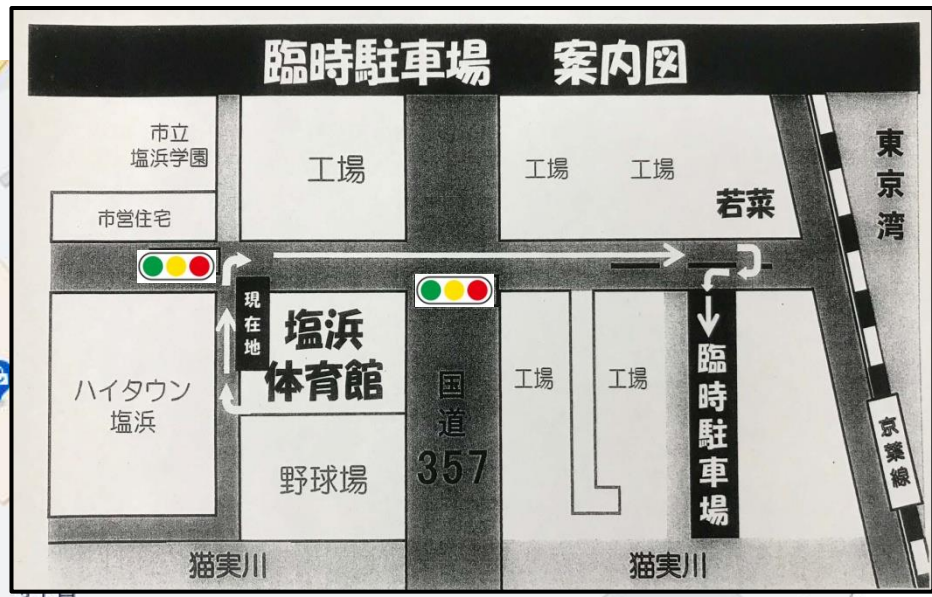 臨時駐車場 案内図
市立
塩浜学園
市営住宅
工場
工場
工場
若菜
東京湾
現在地
塩浜
体育館
ハイタウン
塩浜
野球場
国道
357
工場
工場
臨時駐車場
京葉線
猫実川
猫実川